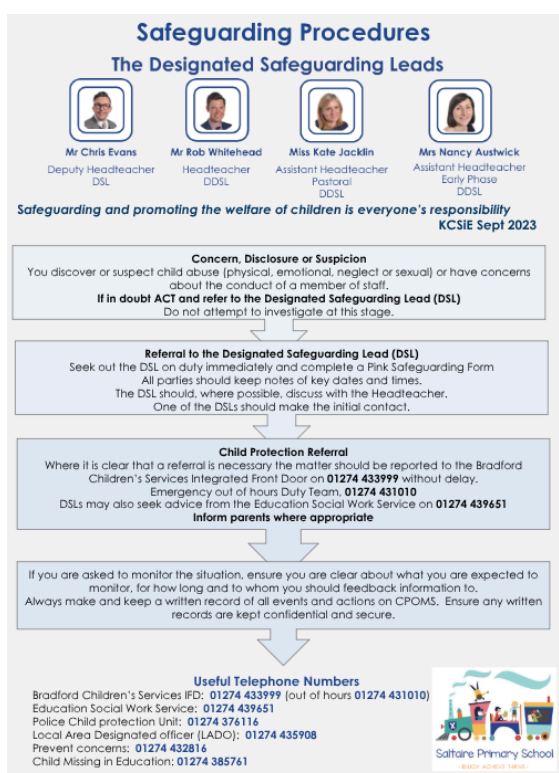 Safeguarding Procedures
The Designated Safeguarding Leads
Mr Chris Evans
Deputy Headteacher
DSL
Mr Rob Whitehead
Headteacher
DDSL
Miss Kate Jacklin
Assistant Headteacher
Pastoral
DDSL
Mrs Nancy Austwick
Assistant Headteacher
Early Phase
DDSL
Safeguarding and promoting the welfare of children is everyone's responsibility
KCSiE Sept 2023
Concern, Disclosure or Suspicion
You discover or suspect child abuse (physical, emotional, neglect or sexual) or have concerns
about the conduct of a member of staff.
If in doubt ACT and refer to the Designated Safeguarding Lead (DSL)
Do not attempt to investigate at this stage.
Referral to the Designated Safeguarding Lead (DSL)
Seek out the DSL on duty immediately and complete a Pink Safeguarding Form
All parties should keep notes of key dates and times.
The DSL should, where possible, discuss with the Headteacher.
One of the DSLs should make the initial contact.
Child Protection Referral
Where it is clear that a referral is necessary the matter should be reported to the Bradford
Children's Services Integrated Front Door on 01274 433999 without delay.
Emergency out of hours Duty Team, 01274 431010
DSLs may also seek advice from the Education Social Work Service on 01274 439651
Inform parents where appropriate
If you are asked to monitor the situation, ensure you are clear about what you are expected to
monitor, for how long and to whom you should feedback information to.
Always make and keep a written record of all events and actions on CPOMS. Ensure any written
records are kept confidential and secure.
Useful Telephone Numbers
Bradford Children's Services IFD: 01274 433999 (out of hours 01274 431010)
Education Social Work Service: 01274 439651
Police Child protection Unit: 01274 376116
Local Area Designated officer (LADO): 01274 435908
Prevent concerns: 01274 432816
Child Missing in Education: 01274 385761
Saltaire Primary School
- ENJOY ACHIEVE THRIVE -